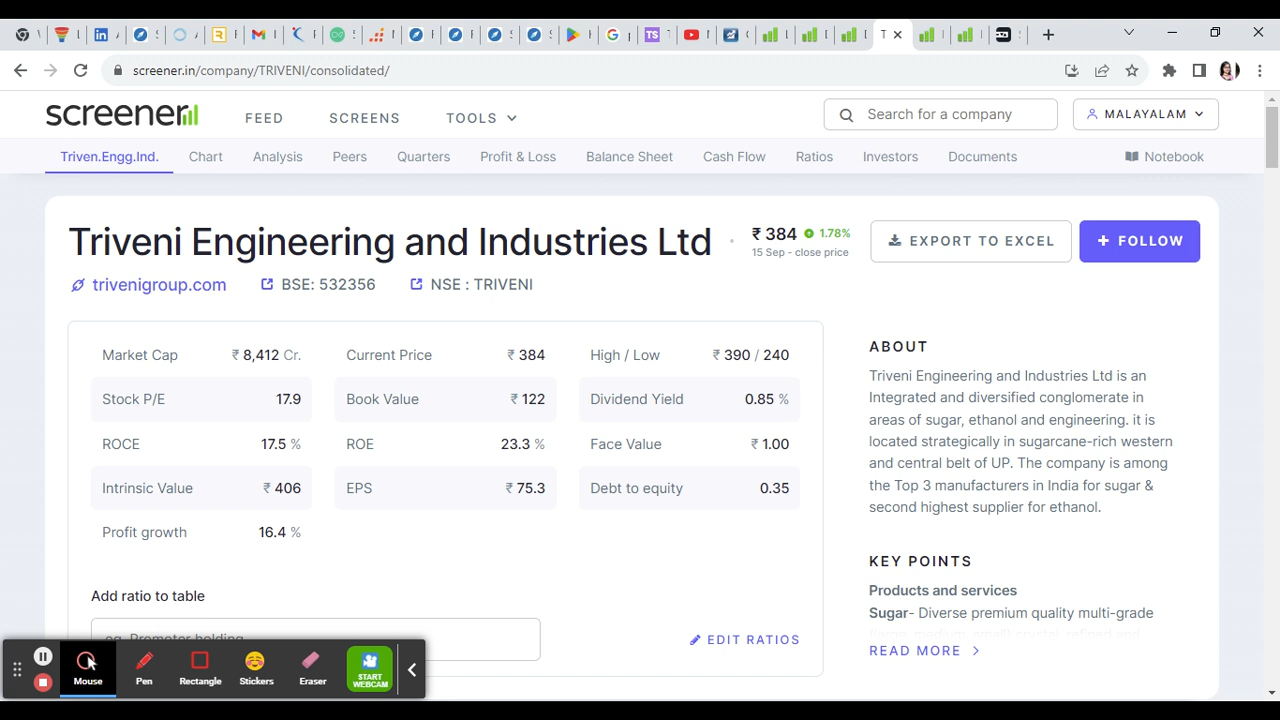 screener.in/company/TRIVENI/consolidated/
screener FEED SCREENS TOOLS Search for a company MALAYALAM
Triven.Engg.Ind. Chart Analysis Peers Quarters Profit & Loss Balance Sheet Cash Flow Ratios Investors Documents Notebook
Triveni Engineering and Industries Ltd
₹ 384 1.78%
15 Sep - close price
EXPORT TO EXCEL
+ FOLLOW
trivenigroup.com BSE: 532356 NSE : TRIVENI
Market Cap ₹ 8,412 Cr. Current Price ₹ 384 High / Low ₹ 390 / 240
Stock P/E 17.9 Book Value ₹ 122 Dividend Yield 0.85 %
ROCE 17.5 % ROE 23.3 % Face Value ₹ 1.00
Intrinsic Value ₹ 406 EPS ₹ 75.3 Debt to equity 0.35
Profit growth 16.4 %
Add ratio to table
EDIT RATIOS
ABOUT
Triveni Engineering and Industries Ltd is an
Integrated and diversified conglomerate in
areas of sugar, ethanol and engineering. it is
located strategically in sugarcane-rich western
and central belt of UP. The company is among
the Top 3 manufacturers in India for sugar &
second highest supplier for ethanol.
KEY POINTS
Products and services
Sugar- Diverse premium quality multi-grade
READ MORE
Mouse Pen Rectangle Stickers Eraser START
WEBCAM